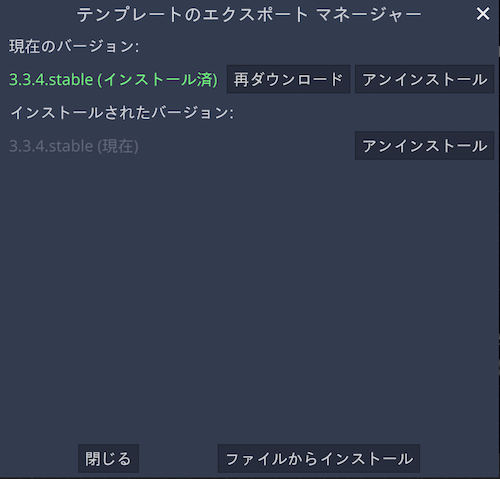 テンプレートのエクスポート マネージャー
現在のバージョン:
3.3.4.stable (インストール済) 再ダウンロード アンインストール
インストールされたバージョン:
3.3.4.stable (現在) アンインストール
閉じる ファイルからインストール